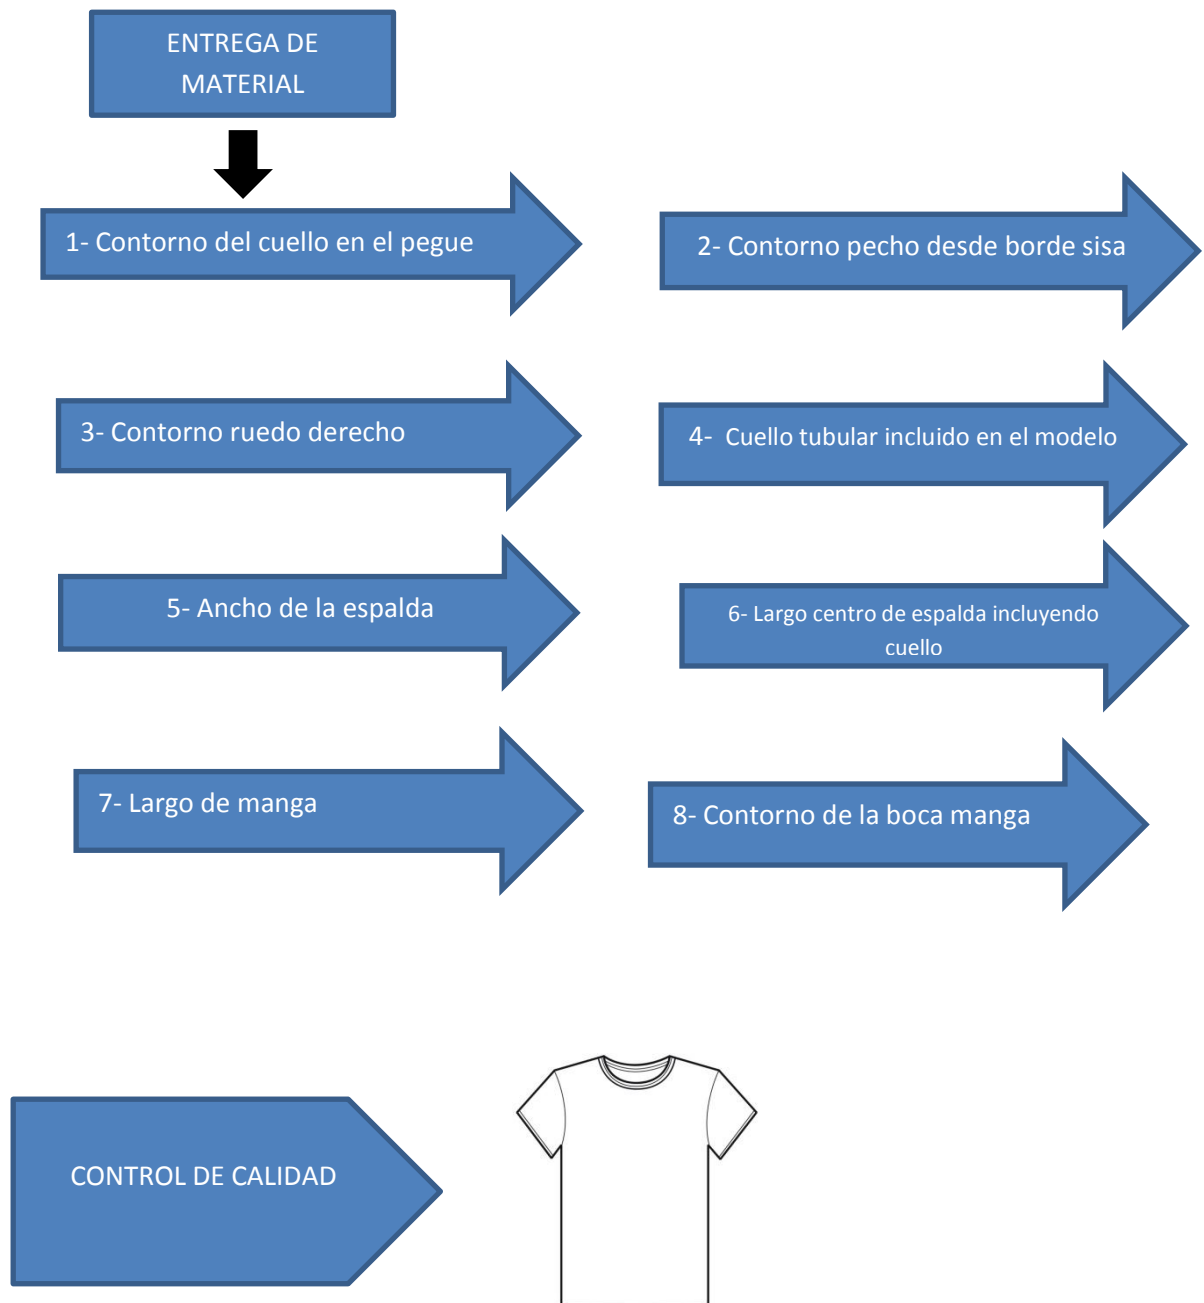 ENTREGA DE
MATERIAL
1- Contorno del cuello en el pegue
2- Contorno pecho desde borde sisa
3- Contorno ruedo derecho
4- Cuello tubular incluido en el modelo
5- Ancho de la espalda
6- Largo centro de espalda incluyendo
cuello
7- Largo de manga
8- Contorno de la boca manga
CONTROL DE CALIDAD